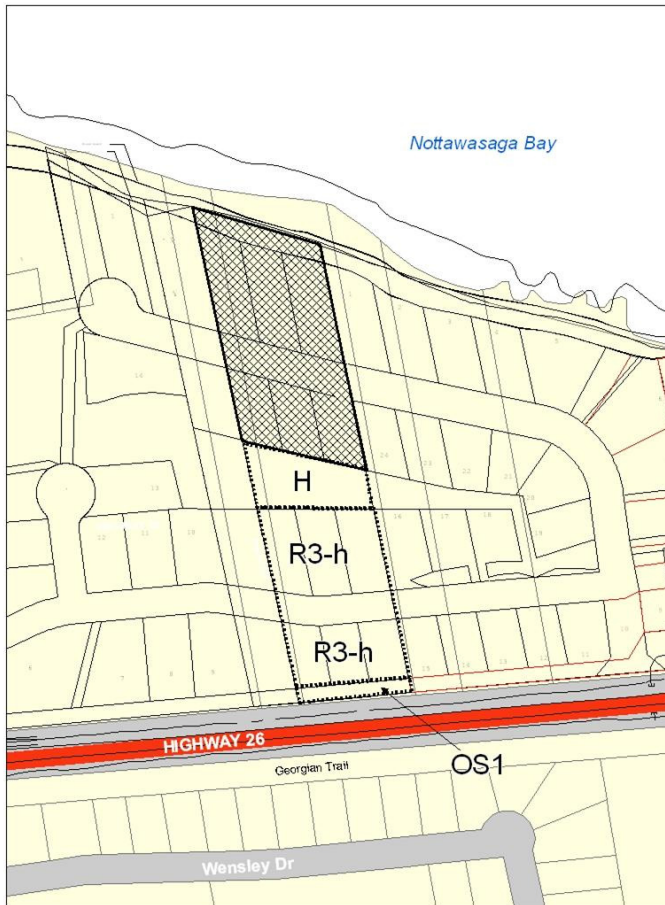 Nottawasaga Bay
H
R3-h
R3-h
OS1
HIGHWAY 26
Georgian Trail
Wensley Dr